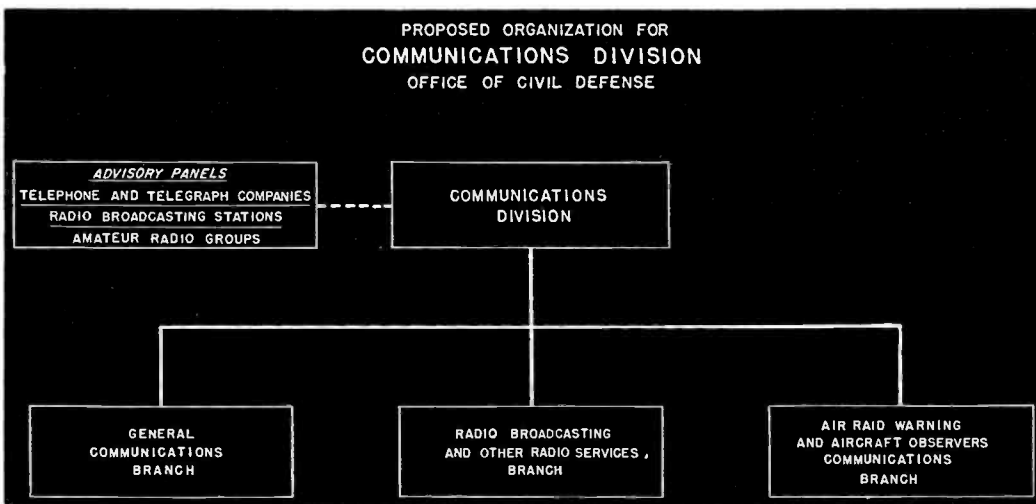 PROPOSED ORGANIZATION FOR
COMMUNICATIONS DIVISION
OFFICE OF CIVIL DEFENSE
ADVISORY PANELS
TELEPHONE AND TELEGRAPH COMPANIES
RADIO BROADCASTING STATIONS
AMATEUR RADIO GROUPS
COMMUNICATIONS
DIVISION
GENERAL
COMMUNICATIONS
BRANCH
RADIO BROADCASTING
AND OTHER RADIO SERVICES,
BRANCH
AIR RAID WARNING
AND AIRCRAFT OBSERVERS
COMMUNICATIONS
BRANCH